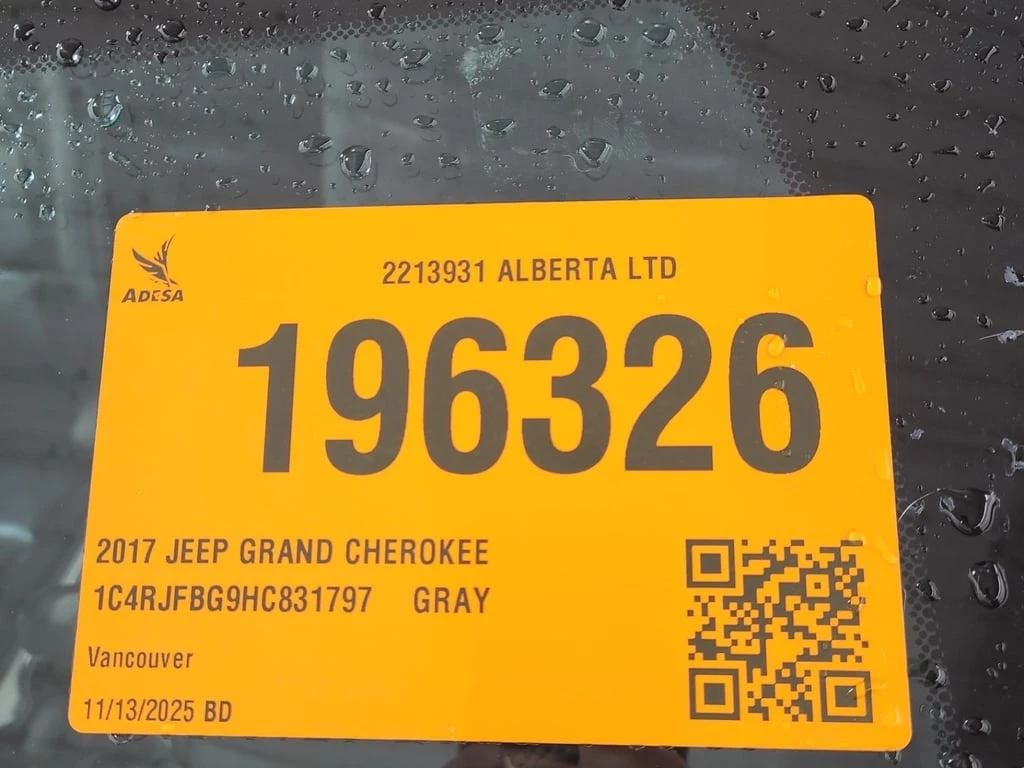 ADESA
2213931 ALBERTA LTD
196326
2017 JEEP GRAND CHEROKEE
1C4RJFBG9HC831797 GRAY
Vancouver
11/13/2025 BD